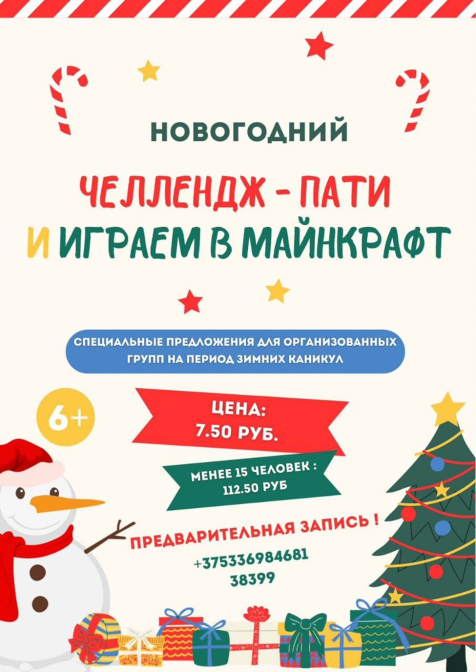 НОВОГОДНИЙ
ЧЕЛЛЕНДЖ - ПАТИ
И ИГРАЕМ В МАЙНКРАФТ
СПЕЦИАЛЬНЫЕ ПРЕДЛОЖЕНИЯ ДЛЯ ОРГАНИЗОВАННЫХ
ГРУПП НА ПЕРИОД ЗИМНИХ КАНИКУЛ
6+
ЦЕНА:
7.50 РУБ.
МЕНЕЕ 15 ЧЕЛОВЕК :
112.50 РУБ
ПРЕДВАРИТЕЛЬНАЯ ЗАПИСЬ !
+375336984681
38399